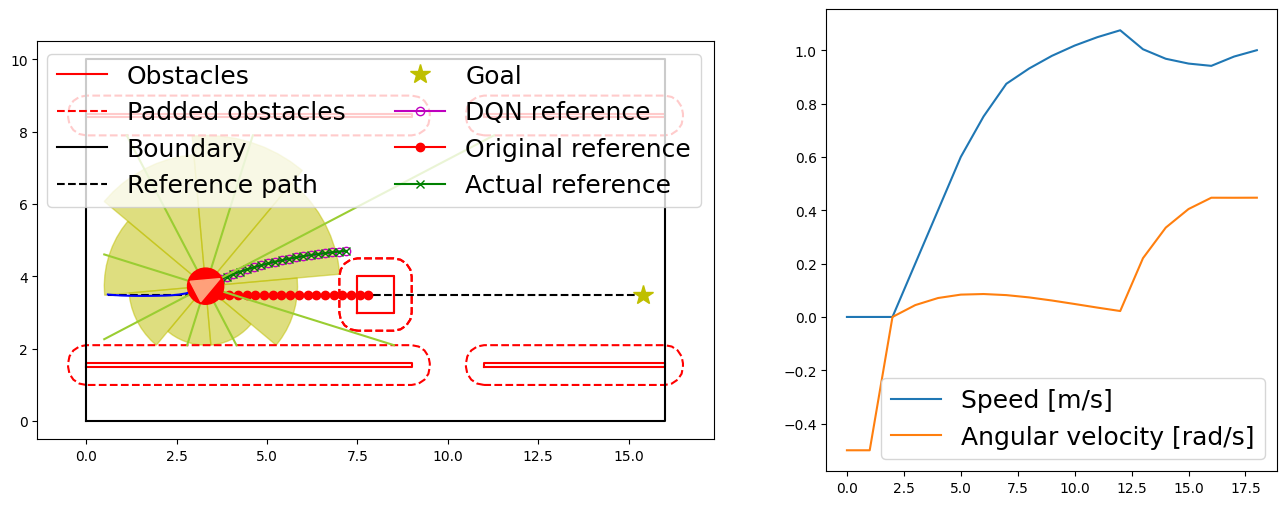 10
8
6
4
2
0
0.0 2.5 5.0 7.5 10.0 12.5 15.0
Obstacles
Padded obstacles
Boundary
Reference path
Goal
DQN reference
Original reference
Actual reference
1.0
0.8
0.6
0.4
0.2
0.0
−0.2
−0.4
0.0 2.5 5.0 7.5 10.0 12.5 15.0 17.5
Speed [m/s]
Angular velocity [rad/s]